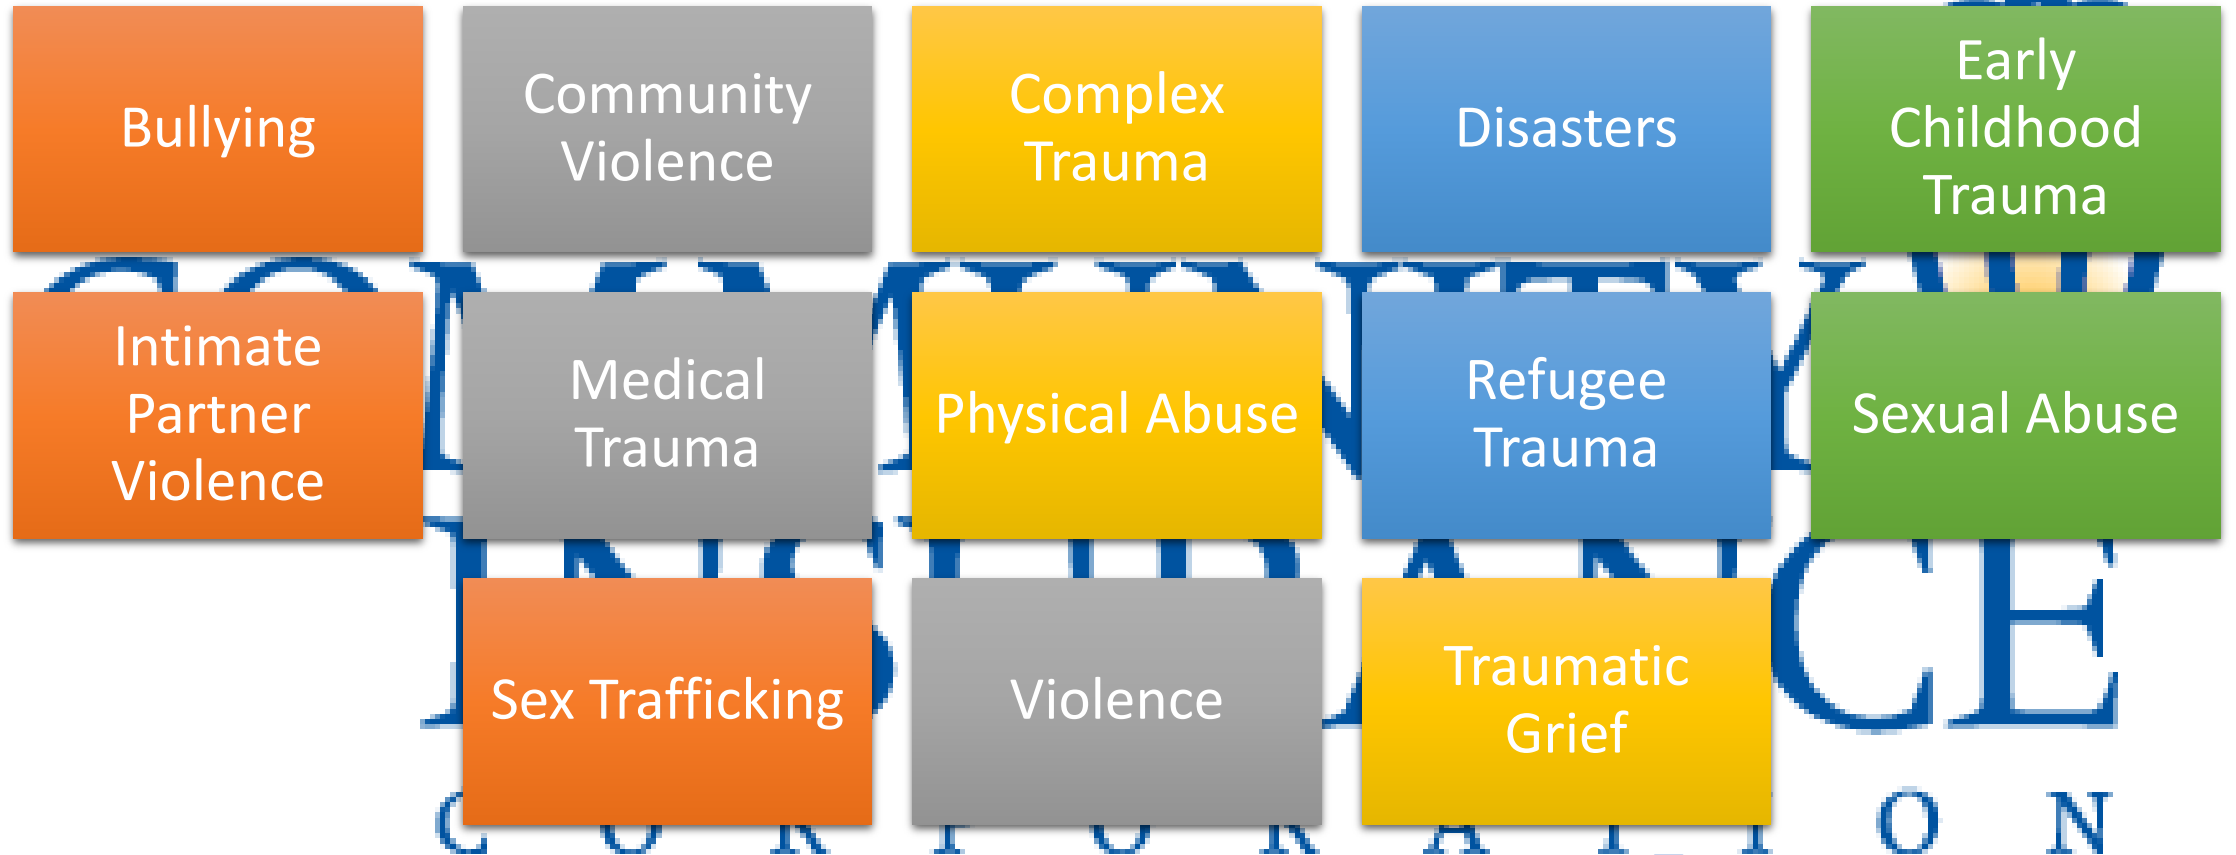 Bullying
Community
Violence
Complex
Trauma
Disasters
Early
Childhood
Trauma
Intimate
Partner
Violence
Medical
Trauma
Physical Abuse
Refugee
Trauma
Sexual Abuse
Sex Trafficking
Violence
Traumatic
Grief